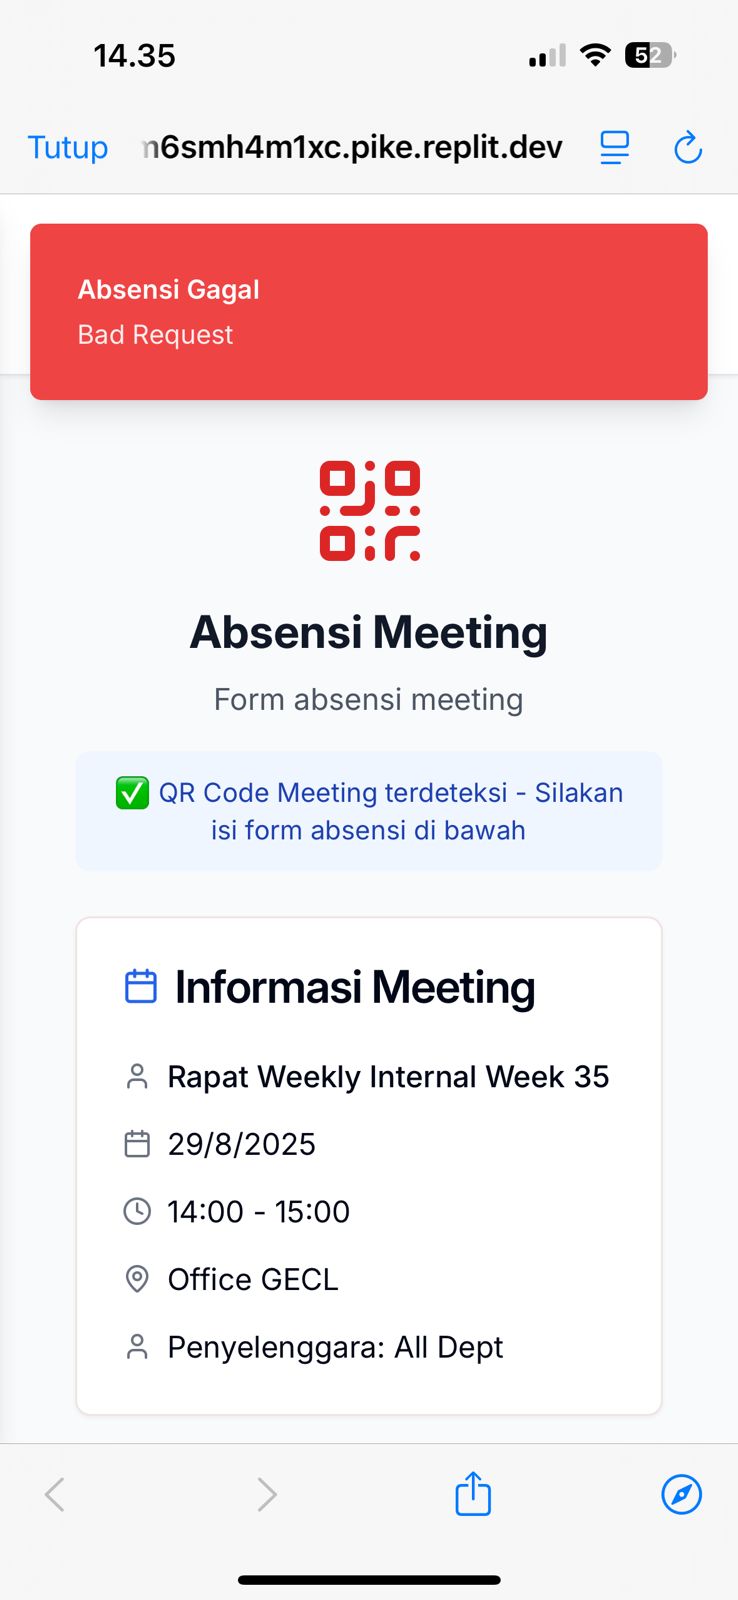 14.35
52
Tutup
n6smh4m1xc.pike.replit.dev
Absensi Gagal
Bad Request
Absensi Meeting
Form absensi meeting
✅ QR Code Meeting terdeteksi - Silakan
isi form absensi di bawah
Informasi Meeting
Rapat Weekly Internal Week 35
29/8/2025
14:00 - 15:00
Office GECL
Penyelenggara: All Dept